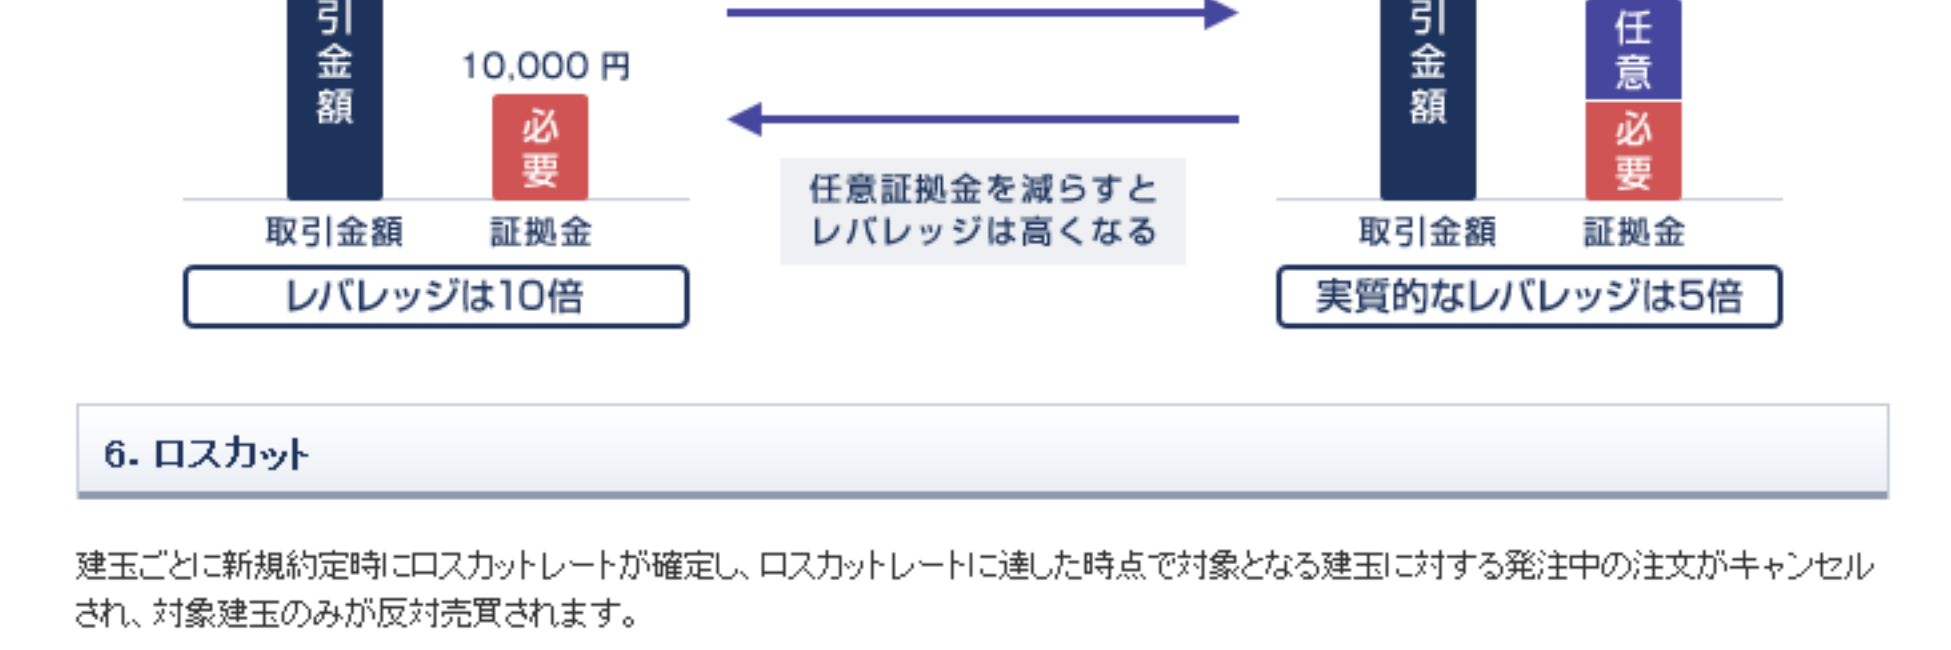 引金額
10,000 円
必要
取引金額
証拠金
レバレッジは10倍
任意証拠金を減らすと
レバレッジは高くなる
引金額
任意
必要
取引金額
証拠金
実質的なレバレッジは5倍
6. ロスカット
建玉ごとに新規約定時にロスカットレートが確定し、ロスカットレートに達した時点で対象となる建玉に対する発注中の注文がキャンセル
され、対象建玉のみが反対売買されます。